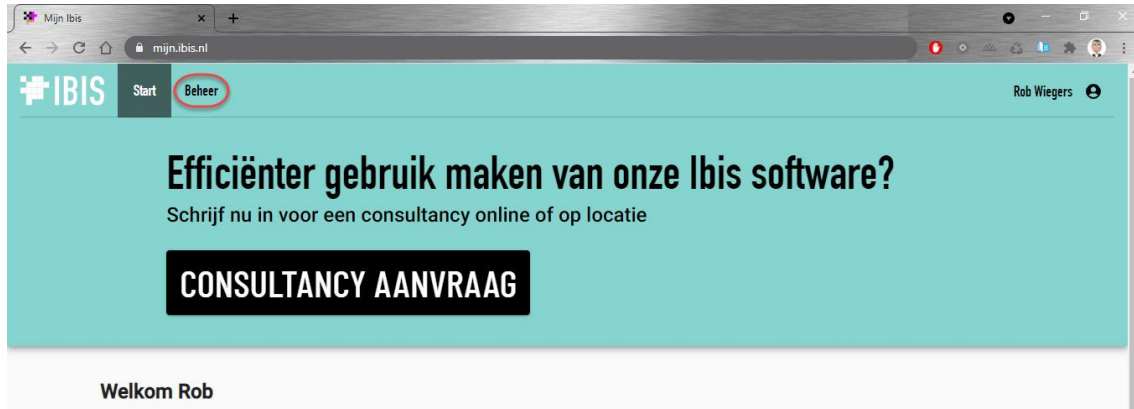 Mijn Ibis
mijn.ibis.nl
IBIS Start Beheer Rob Wiegers
Efficiënter gebruik maken van onze Ibis software?
Schrijf nu in voor een consultancy online of op locatie
CONSULTANCY AANVRAAG
Welkom Rob